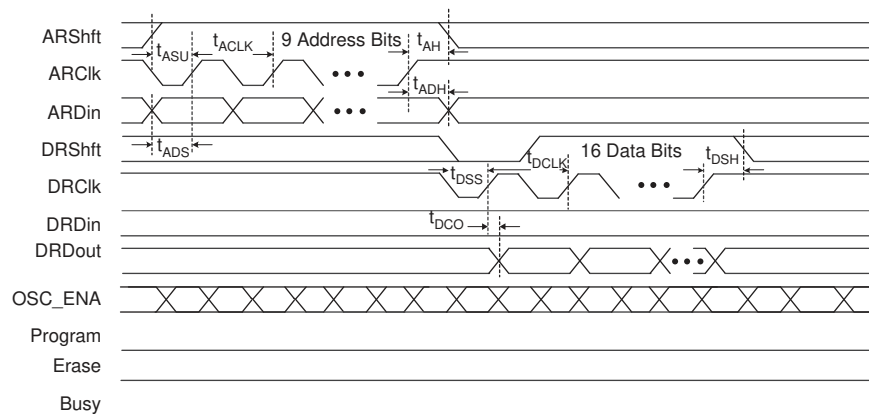 ARShft
tASU
tACLK
9 Address Bits
tAH
ARClk
tADH
ARDin
tADS
DRShft
16 Data Bits
tDCLK
tDSH
tDSS
DRClk
DRDin
tDCO
DRDout
OSC_ENA
Program
Erase
Busy